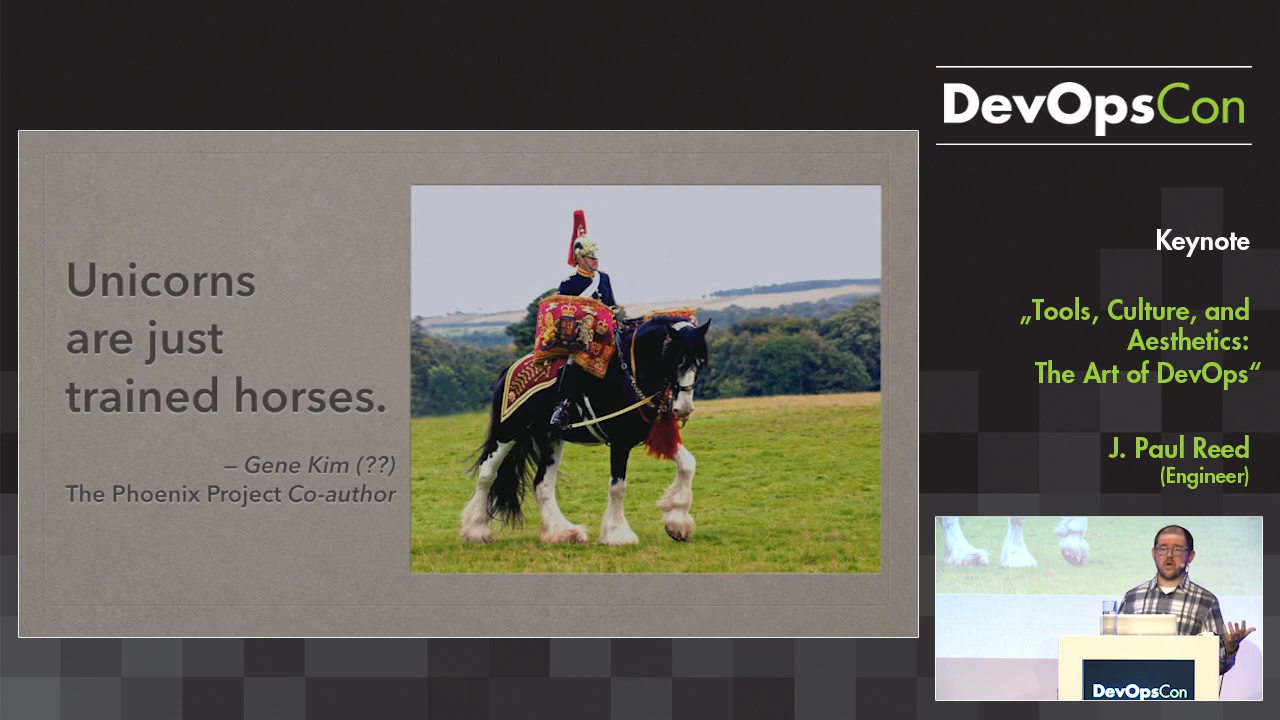 DevOpsCon
Keynote
„Tools, Culture, and
Aesthetics:
The Art of DevOps“
J. Paul Reed
(Engineer)
Unicorns
are just
trained horses.
– Gene Kim (??)
The Phoenix Project Co-author
DevOpsCon